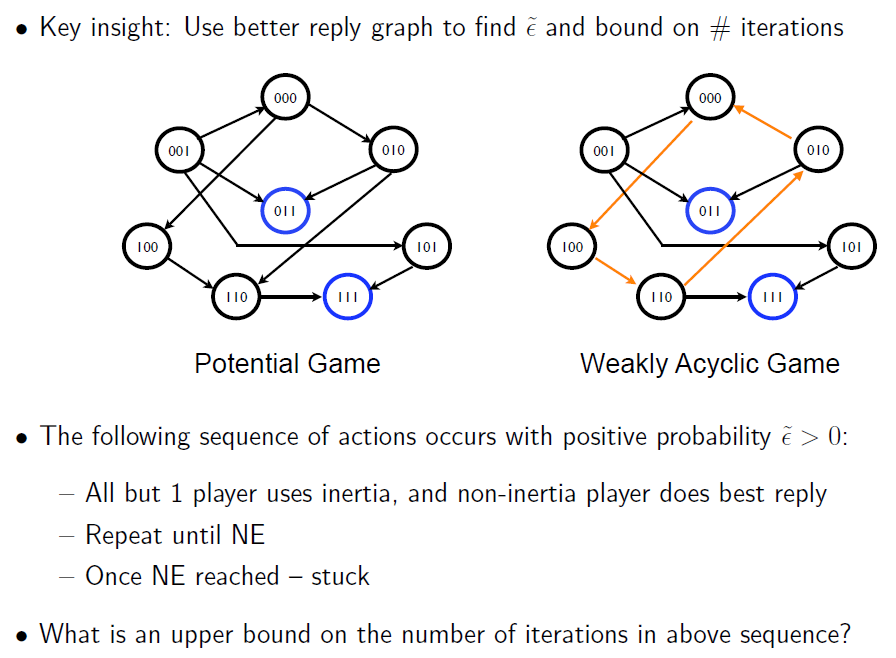 • Key insight: Use better reply graph to find ϵ̃ and bound on # iterations
000
000
001
010
001
010
011
011
100
101
100
101
110
111
110
111
Potential Game
Weakly Acyclic Game
• The following sequence of actions occurs with positive probability ϵ̃ > 0:
– All but 1 player uses inertia, and non-inertia player does best reply
– Repeat until NE
– Once NE reached – stuck
• What is an upper bound on the number of iterations in above sequence?